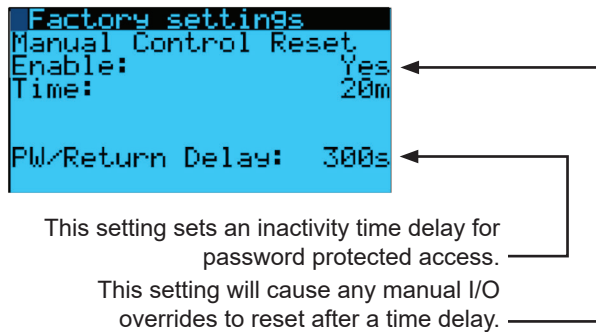 Factory settings
Manual Control Reset
Enable: Yes
Time: 20m
PW/Return Delay: 300s
This setting sets an inactivity time delay for
password protected access.
This setting will cause any manual I/O
overrides to reset after a time delay.